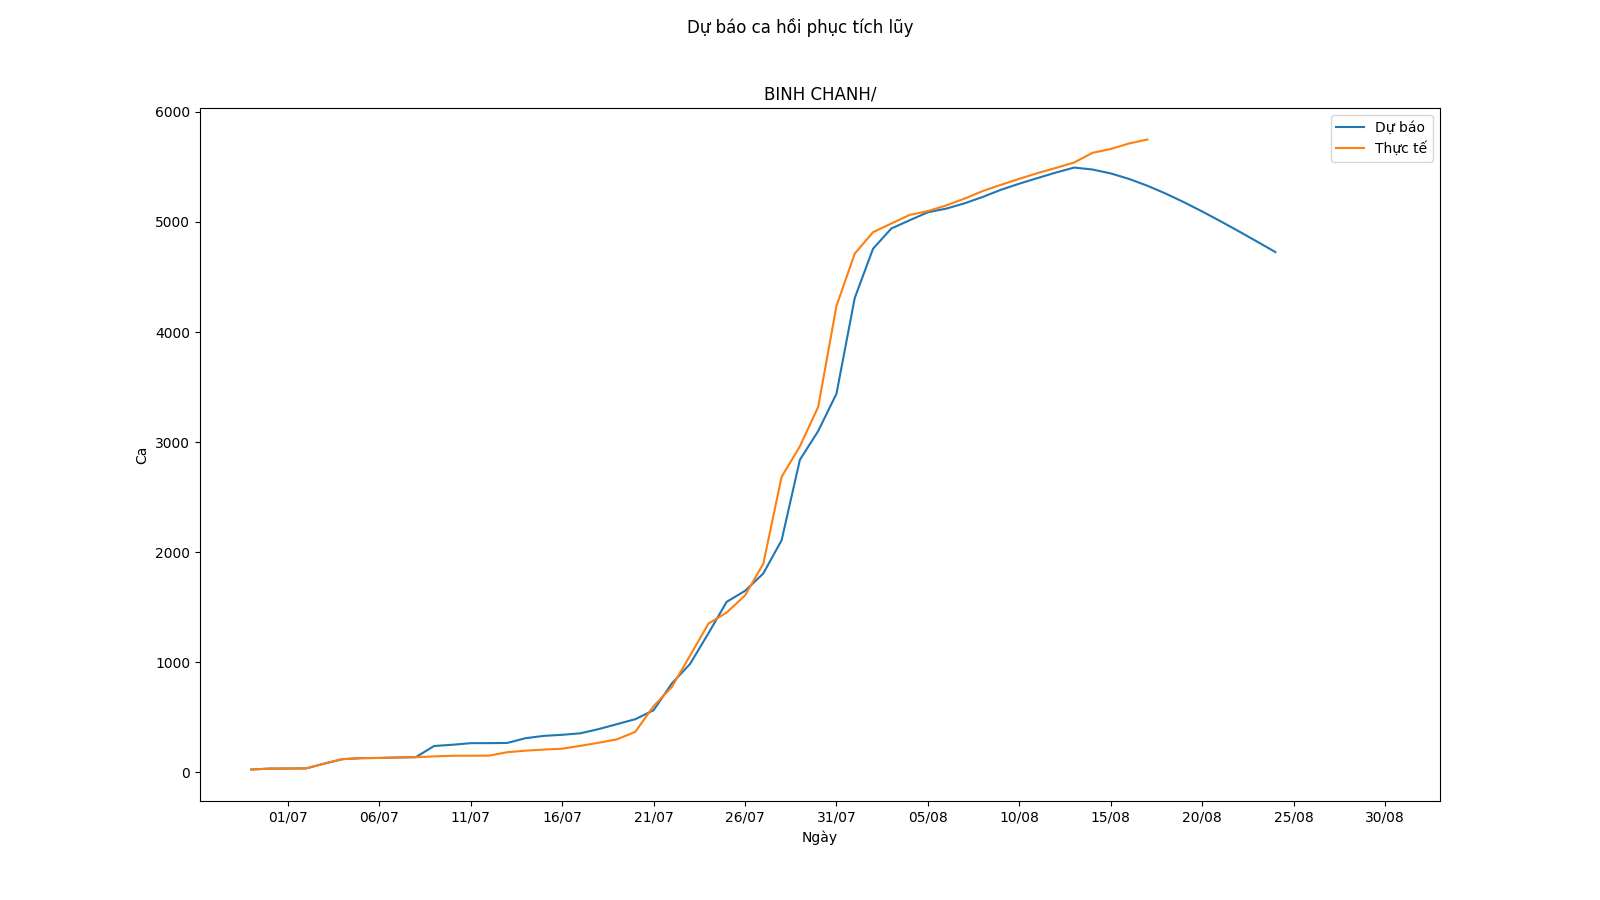 Dự báo ca hồi phục tích lũy
BINH CHANH/
6000
5000
4000
3000
2000
1000
0
Ca
Dự báo
Thực tế
01/07 06/07 11/07 16/07 21/07 26/07 31/07 05/08 10/08 15/08 20/08 25/08 30/08
Ngày